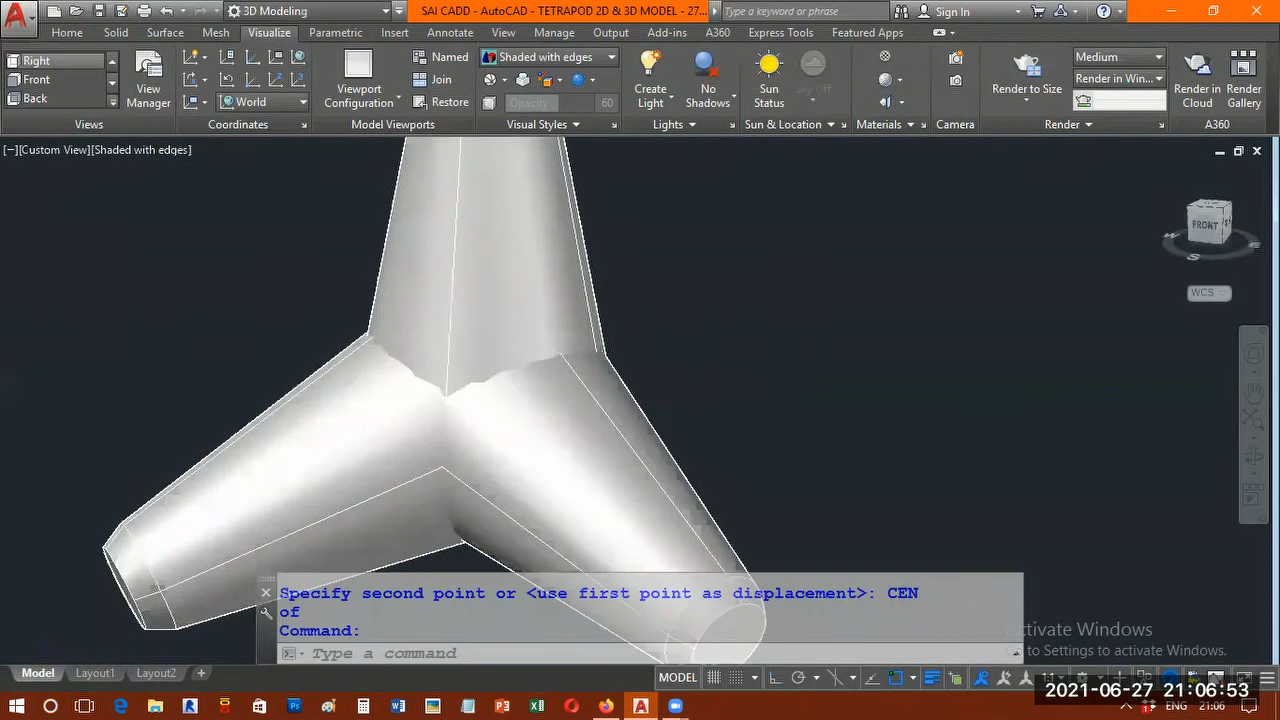 3D Modeling
SAI CADD - AutoCAD - TETRAPOD 2D & 3D MODEL - 27...
Type a keyword or phrase
Sign In
Home Solid Surface Mesh Visualize Parametric Insert Annotate View Manage Output Add-ins A360 Express Tools Featured Apps
Right
Front
Back
View
Manager
World
Viewport
Configuration
Named
Join
Restore
Shaded with edges
Opacity 60
Create
Light
No
Shadows
Sun
Status
Sky Off
Render to Size
Medium
Render in Win...
Render in
Cloud
Render
Gallery
Views Coordinates Model Viewports Visual Styles Lights Sun & Location Materials Camera Render A360
[−][Custom View][Shaded with edges]
FRONT
W
S
E
WCS
Specify second point or <use first point as displacement>: CEN
of
Command:
Type a command
Activate Windows
to Settings to activate Windows.
Model Layout1 Layout2 +
MODEL
2021-06-27 21:06:53
ENG 21:06